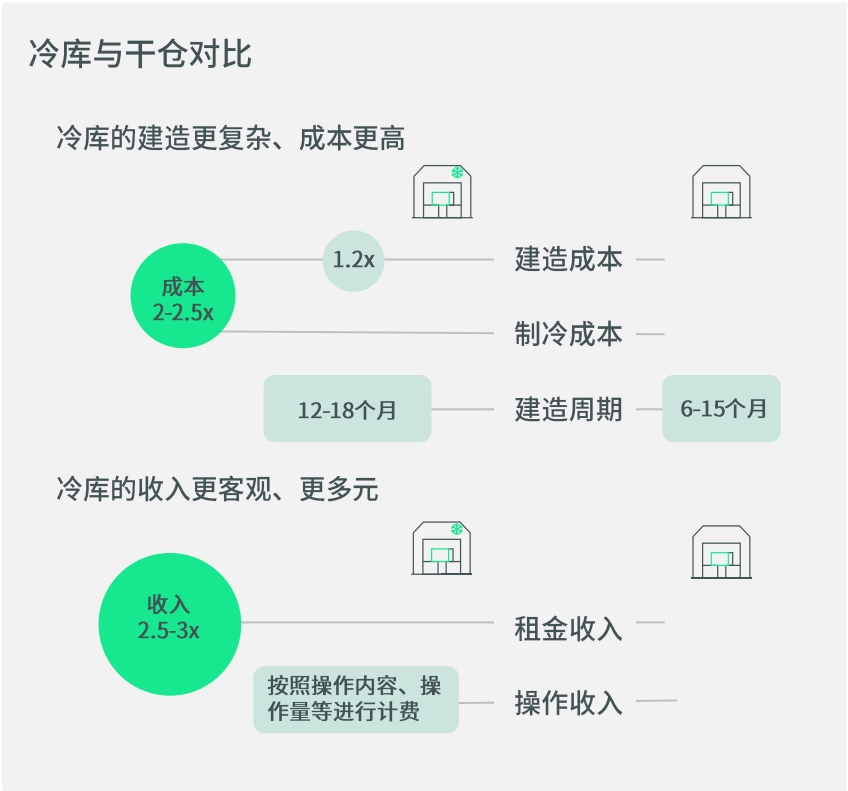 冷库与干仓对比
冷库的建造更复杂、成本更高
1.2x
建造成本
成本
2-2.5x
制冷成本
12-18个月
建造周期
6-15个月
冷库的收入更客观、更多元
收入
2.5-3x
租金收入
按照操作内容、操
作量等进行计费
操作收入